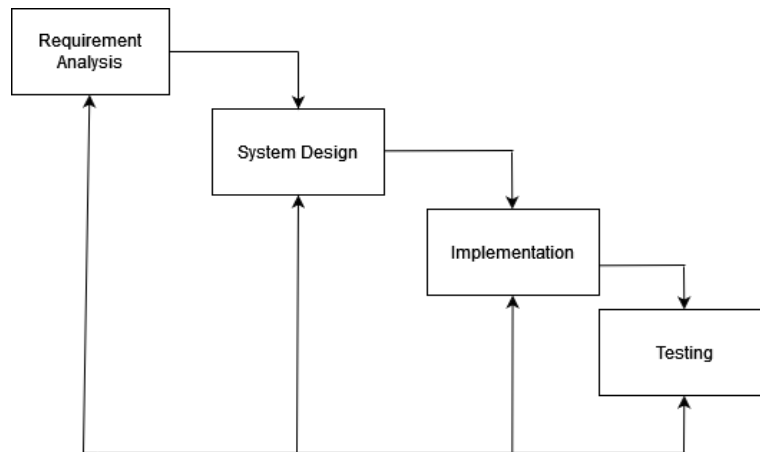 Requirement
Analysis
System Design
Implementation
Testing